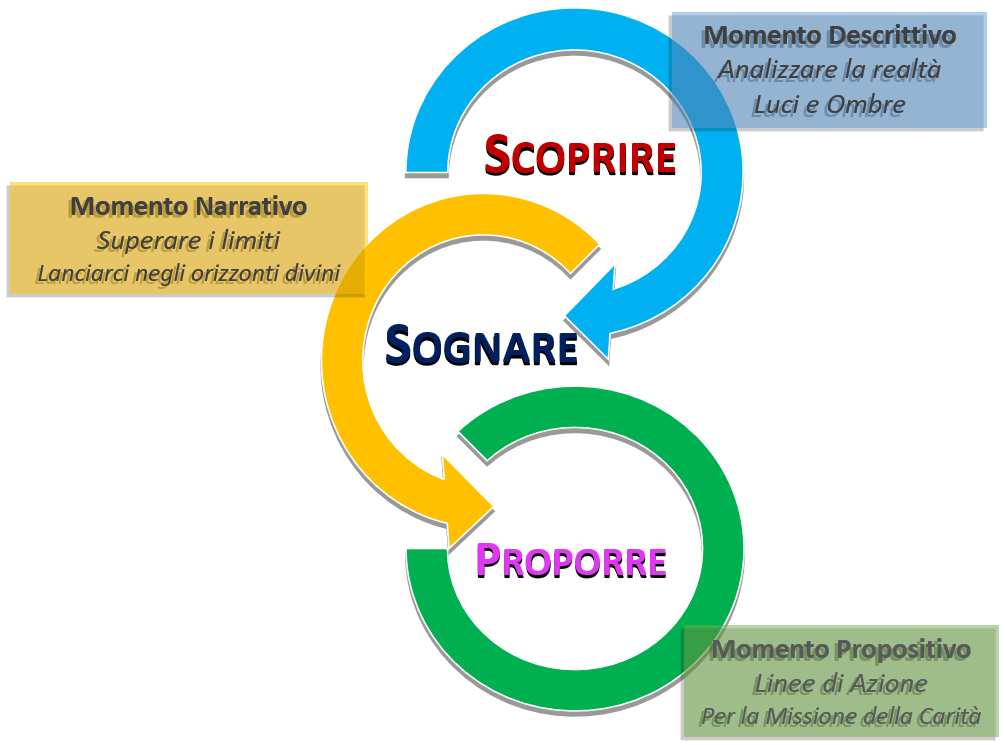 Momento Descrittivo
Analizzare la realtà
Luci e Ombre
SCOPRIRE
Momento Narrativo
Superare i limiti
Lanciarci negli orizzonti divini
SOGNARE
PROPORRE
Momento Propositivo
Linee di Azione
Per la Missione della Carità